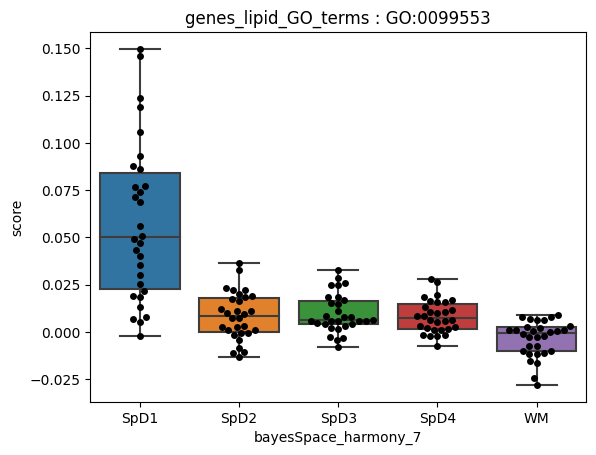 genes_lipid_GO_terms : GO:0099553
0.150
0.125
0.100
0.075
0.050
0.025
0.000
−0.025
score
SpD1 SpD2 SpD3 SpD4 WM
bayesSpace_harmony_7